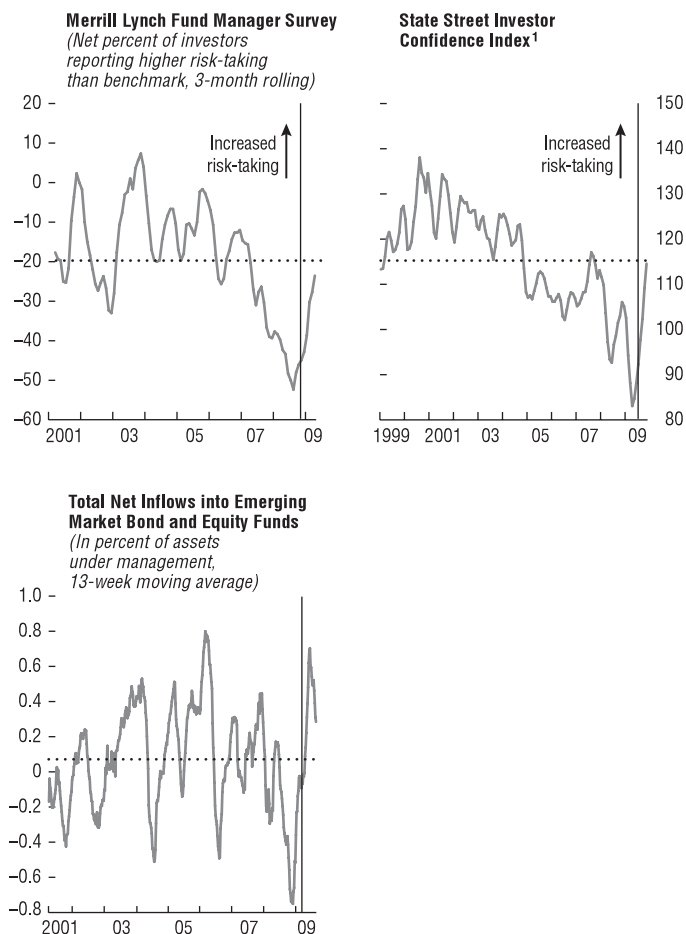 Merrill Lynch Fund Manager Survey
(Net percent of investors
reporting higher risk-taking
than benchmark, 3-month rolling)
20
10
0
–10
–20
–30
–40
–50
–60
Increased
risk-taking
2001 03 05 07 09
State Street Investor
Confidence Index¹
150
140
130
120
110
100
90
80
Increased
risk-taking
1999 2001 03 05 07 09
Total Net Inflows into Emerging
Market Bond and Equity Funds
(In percent of assets
under management,
13-week moving average)
1.0
0.8
0.6
0.4
0.2
0
–0.2
–0.4
–0.6
–0.8
2001 03 05 07 09